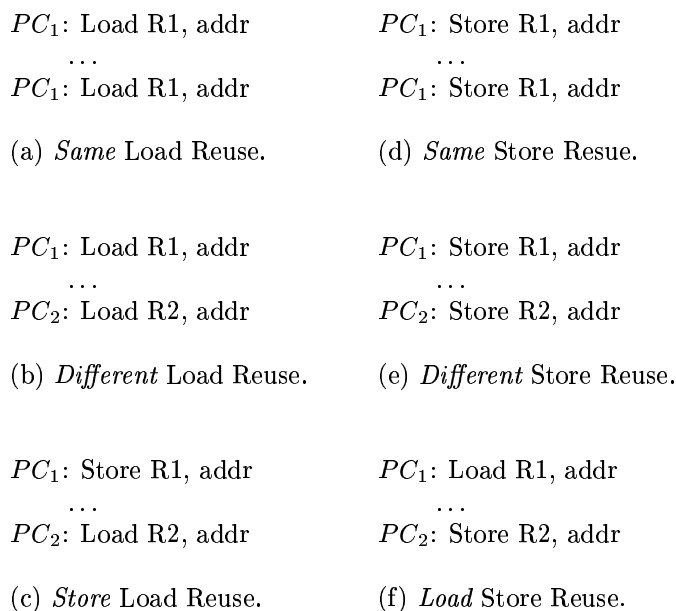 PC₁: Load R1, addr
...
PC₁: Load R1, addr
(a) Same Load Reuse.
PC₁: Store R1, addr
...
PC₁: Store R1, addr
(d) Same Store Resue.
PC₁: Load R1, addr
...
PC₂: Load R2, addr
(b) Different Load Reuse.
PC₁: Store R1, addr
...
PC₂: Store R2, addr
(e) Different Store Reuse.
PC₁: Store R1, addr
...
PC₂: Load R2, addr
(c) Store Load Reuse.
PC₁: Load R1, addr
...
PC₂: Store R2, addr
(f) Load Store Reuse.